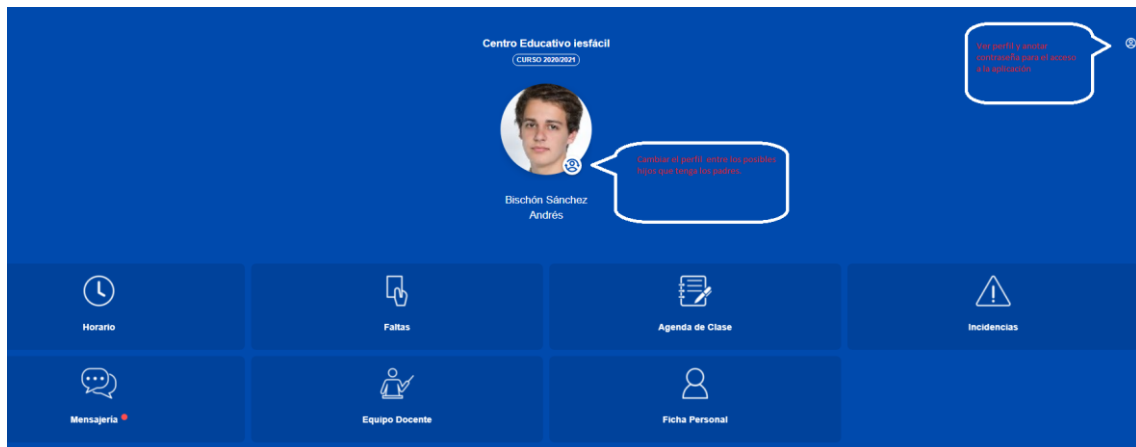 Centro Educativo iesfácil
CURSO 2020/2021
Ver perfil y anotar
contraseña para el acceso
a la aplicación
Cambiar el perfil entre los posibles
hijos que tenga los padres.
Bischón Sánchez
Andrés
Horario
Faltas
Agenda de Clase
Incidencias
Mensajería
Equipo Docente
Ficha Personal